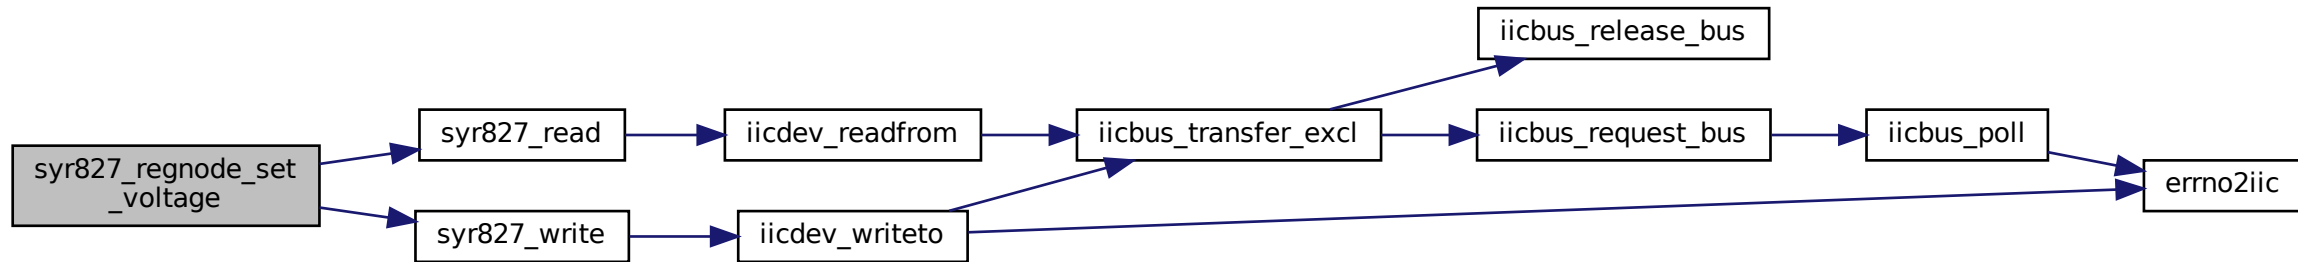 iicbus_release_bus
syr827_read
iicdev_readfrom
iicbus_transfer_excl
iicbus_request_bus
iicbus_poll
syr827_regnode_set
_voltage
errno2iic
syr827_write
iicdev_writeto